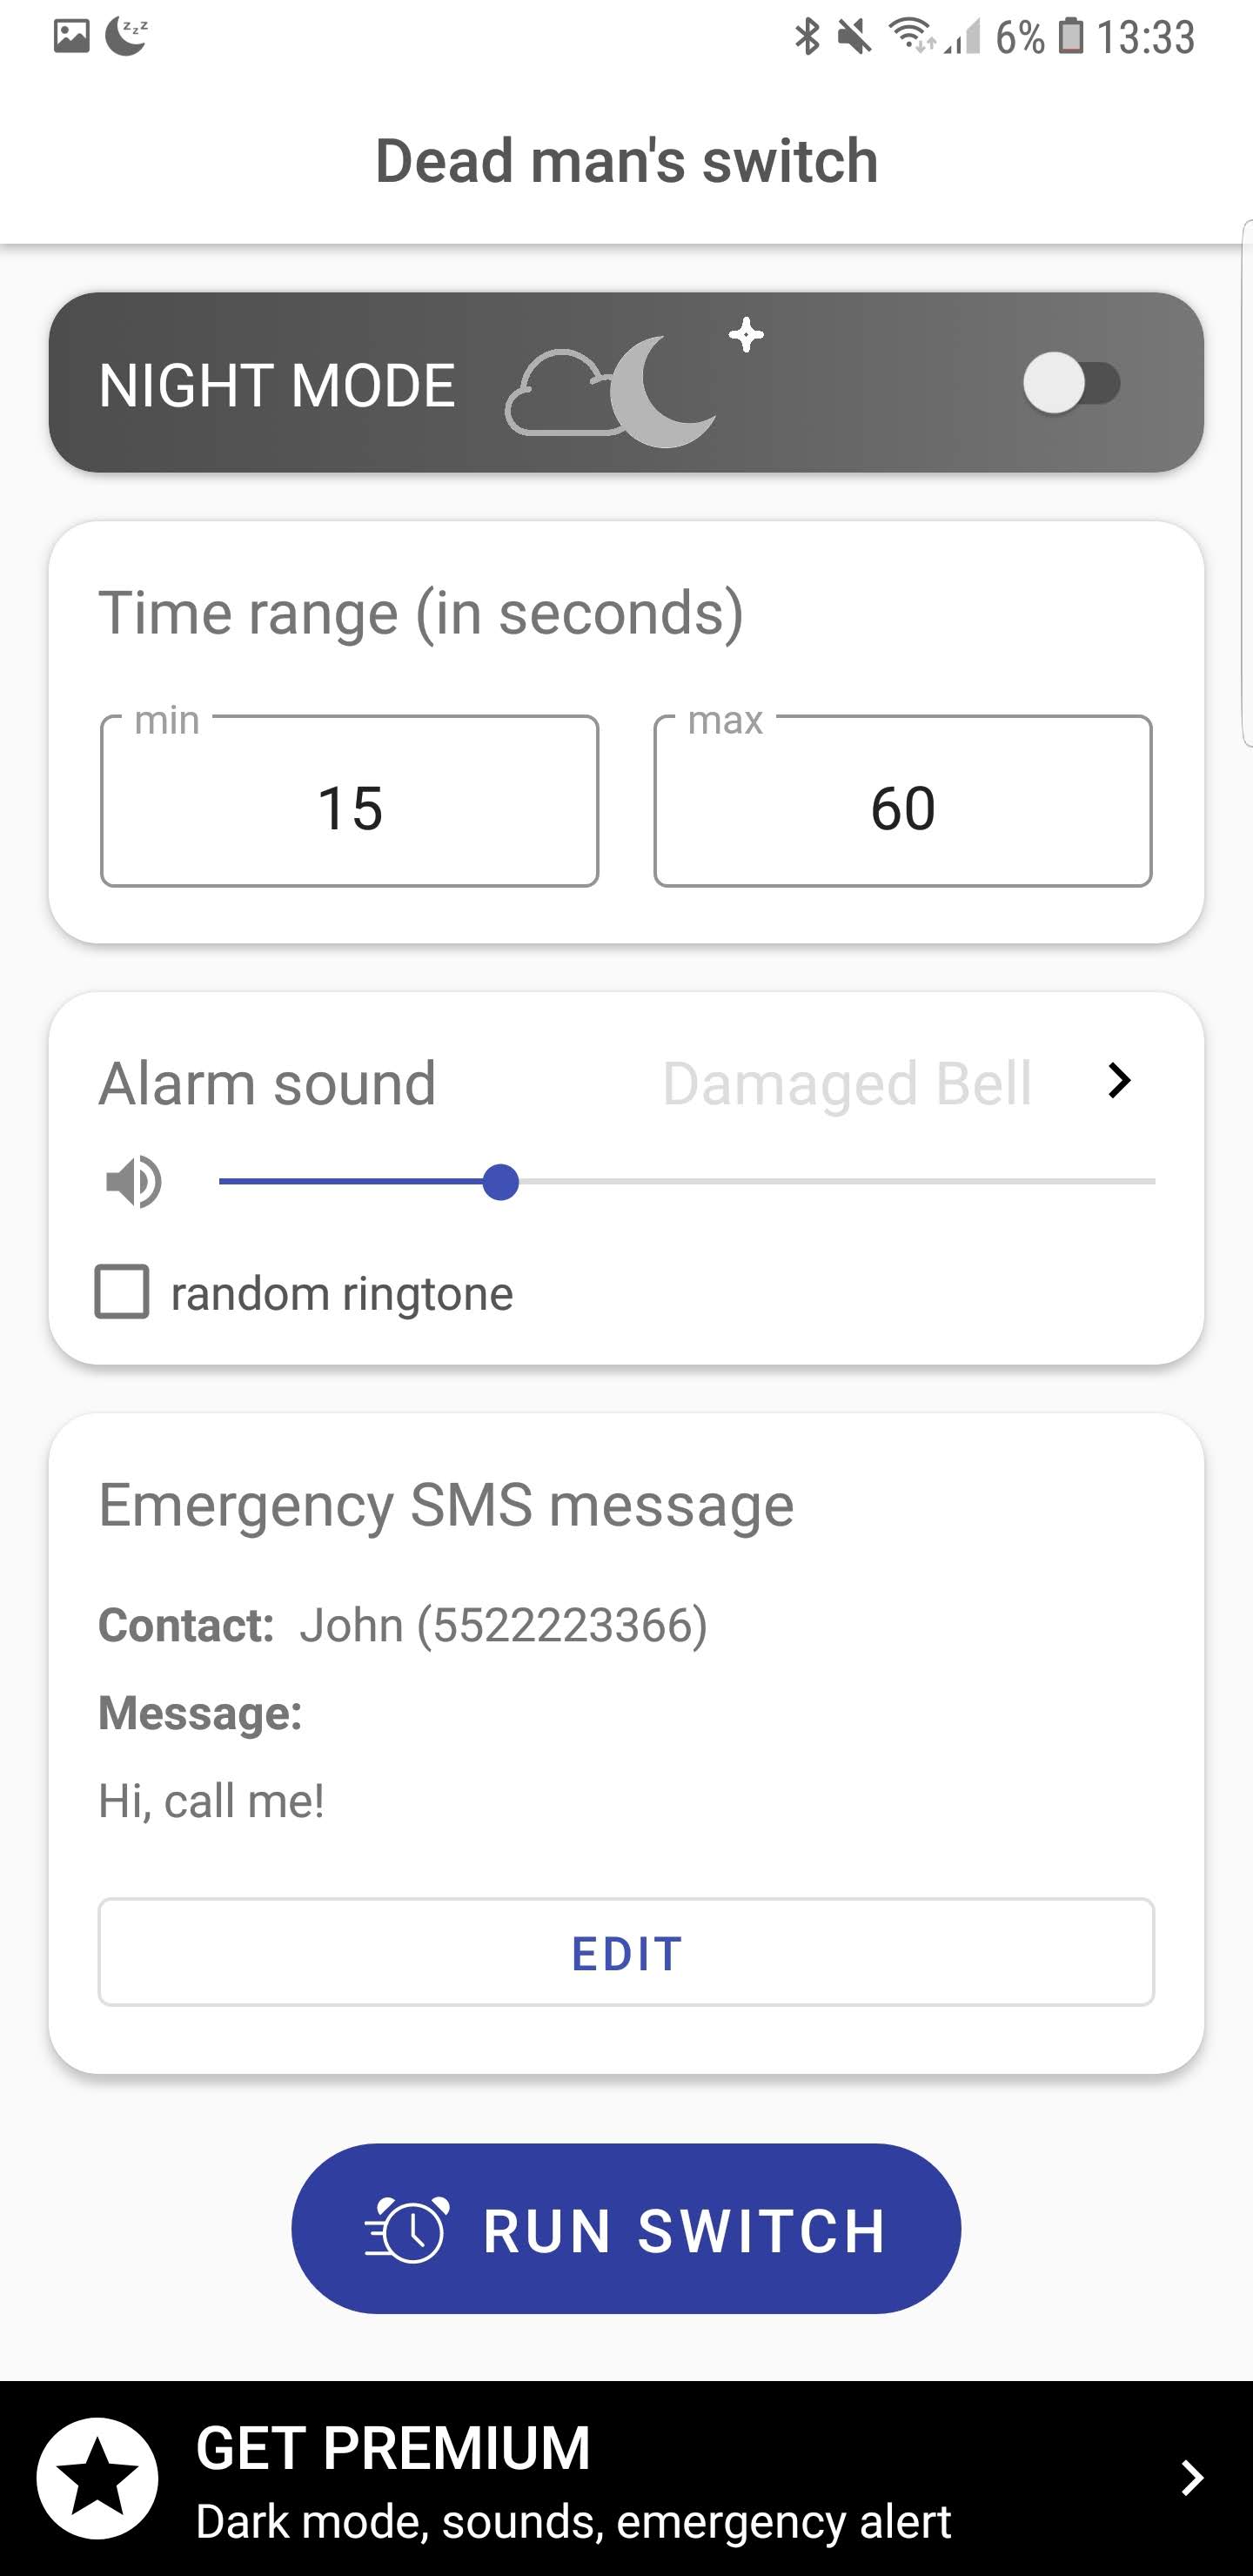 6% 13:33
Dead man's switch
NIGHT MODE
Time range (in seconds)
min max
15 60
Alarm sound Damaged Bell
random ringtone
Emergency SMS message
Contact: John (5522223366)
Message:
Hi, call me!
EDIT
RUN SWITCH
GET PREMIUM
Dark mode, sounds, emergency alert